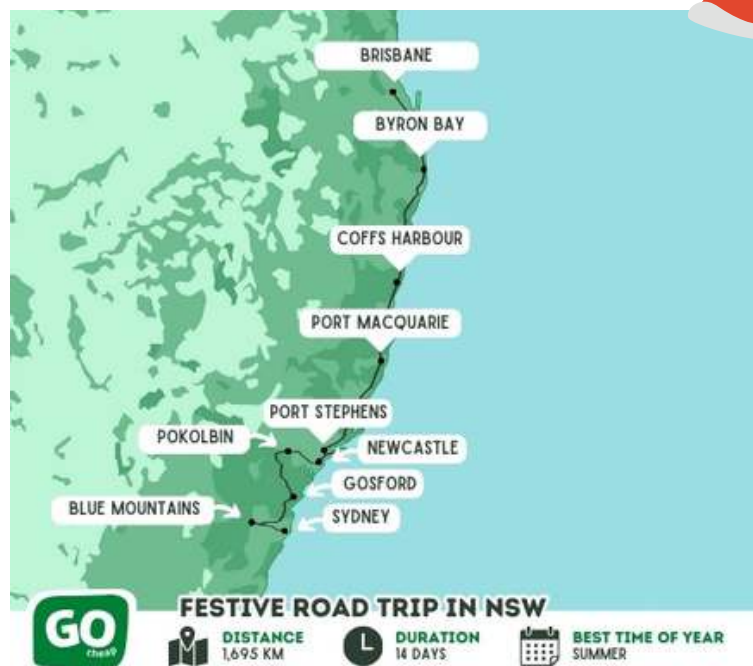 BRISBANE
BYRON BAY
COFFS HARBOUR
PORT MACQUARIE
PORT STEPHENS
POKOLBIN
NEWCASTLE
GOSFORD
BLUE MOUNTAINS
SYDNEY
FESTIVE ROAD TRIP IN NSW
GO
cheap
DISTANCE
1,695 KM
DURATION
14 DAYS
BEST TIME OF YEAR
SUMMER